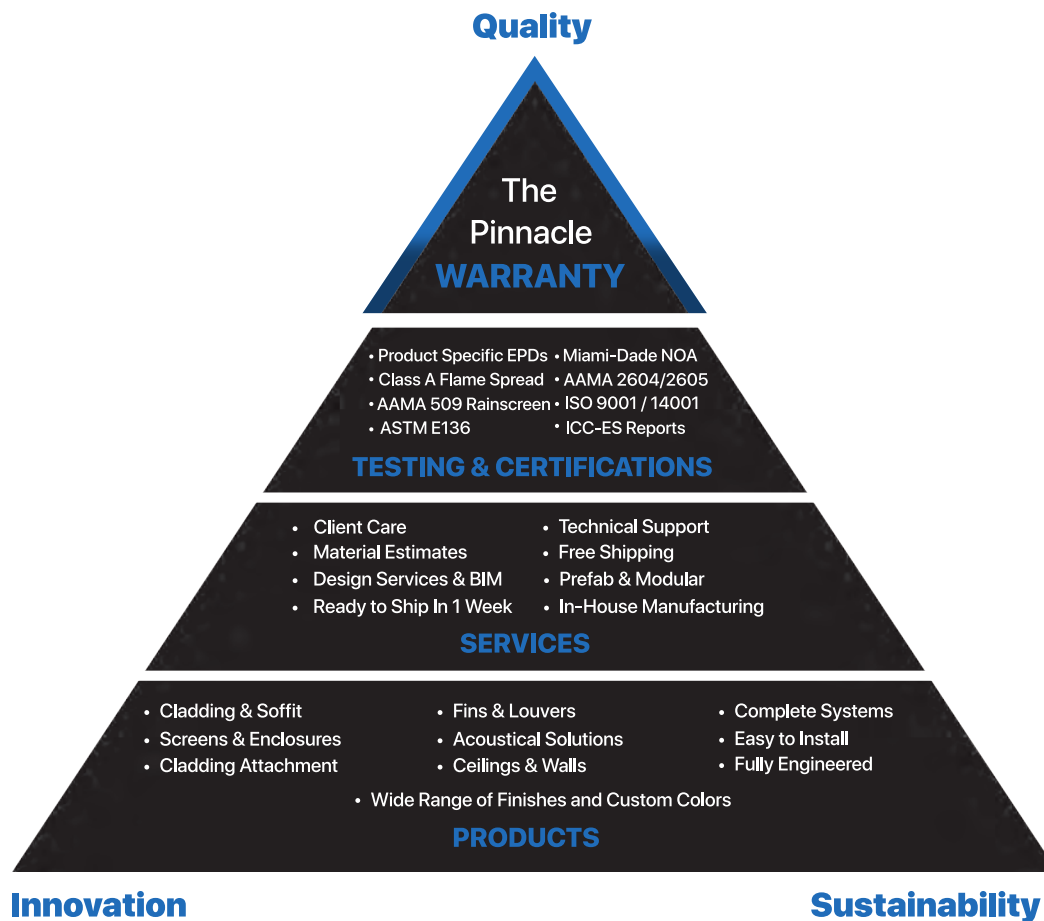 Quality
The
Pinnacle
WARRANTY
• Product Specific EPDs • Miami-Dade NOA
• Class A Flame Spread • AAMA 2604/2605
• AAMA 509 Rainscreen • ISO 9001 / 14001
• ASTM E136 • ICC-ES Reports
TESTING & CERTIFICATIONS
• Client Care • Technical Support
• Material Estimates • Free Shipping
• Design Services & BIM • Prefab & Modular
• Ready to Ship In 1 Week • In-House Manufacturing
SERVICES
• Cladding & Soffit • Fins & Louvers • Complete Systems
• Screens & Enclosures • Acoustical Solutions • Easy to Install
• Cladding Attachment • Ceilings & Walls • Fully Engineered
• Wide Range of Finishes and Custom Colors
PRODUCTS
Innovation Sustainability